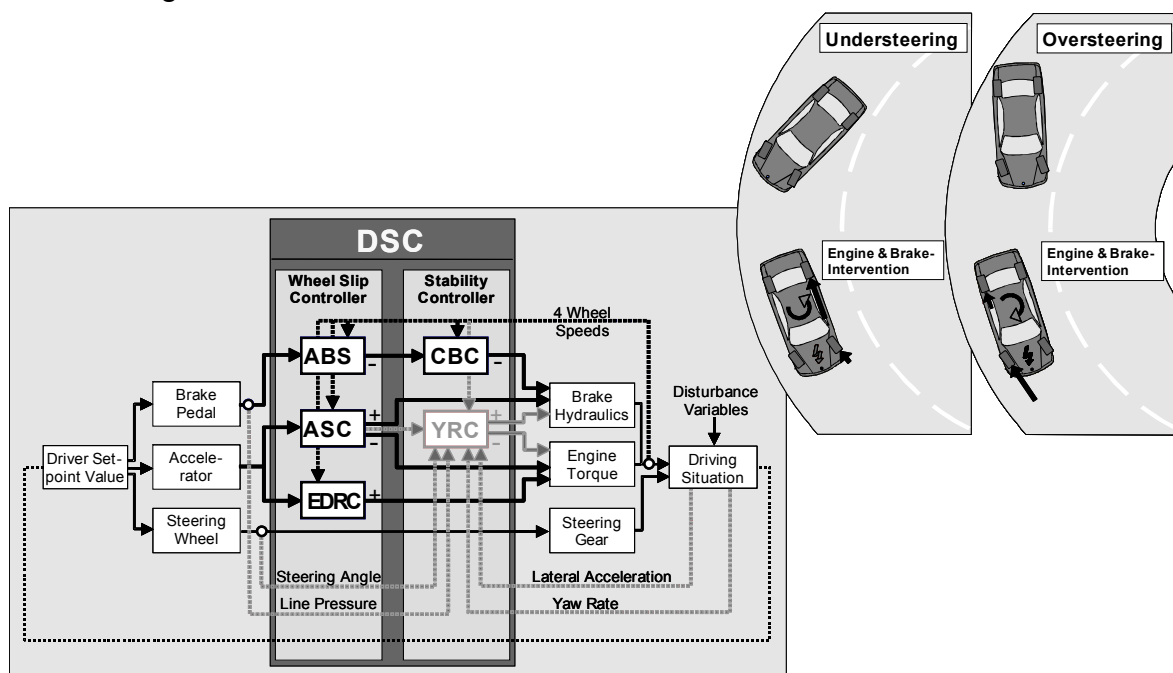 Understeering
Oversteering
Engine & Brake-
Intervention
Engine & Brake-
Intervention
DSC
Wheel Slip
Controller
Stability
Controller
4 Wheel
Speeds
ABS
-
CBC
-
Brake
Pedal
Brake
Hydraulics
Disturbance
Variables
ASC
+
-
YRC
+
-
Driver Set-
point Value
Accele-
rator
Engine
Torque
Driving
Situation
EDRC
+
Steering
Wheel
Steering
Gear
Steering Angle
Lateral Acceleration
Line Pressure
Yaw Rate